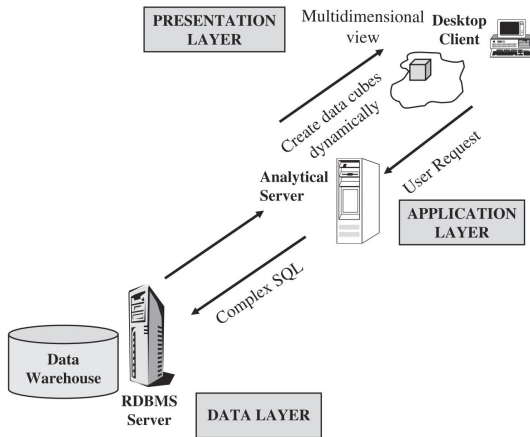 PRESENTATION
LAYER
Multidimensional
view
Desktop
Client
Create data cubes
dynamically
User Request
Analytical
Server
APPLICATION
LAYER
Complex SQL
Data
Warehouse
RDBMS
Server
DATA LAYER